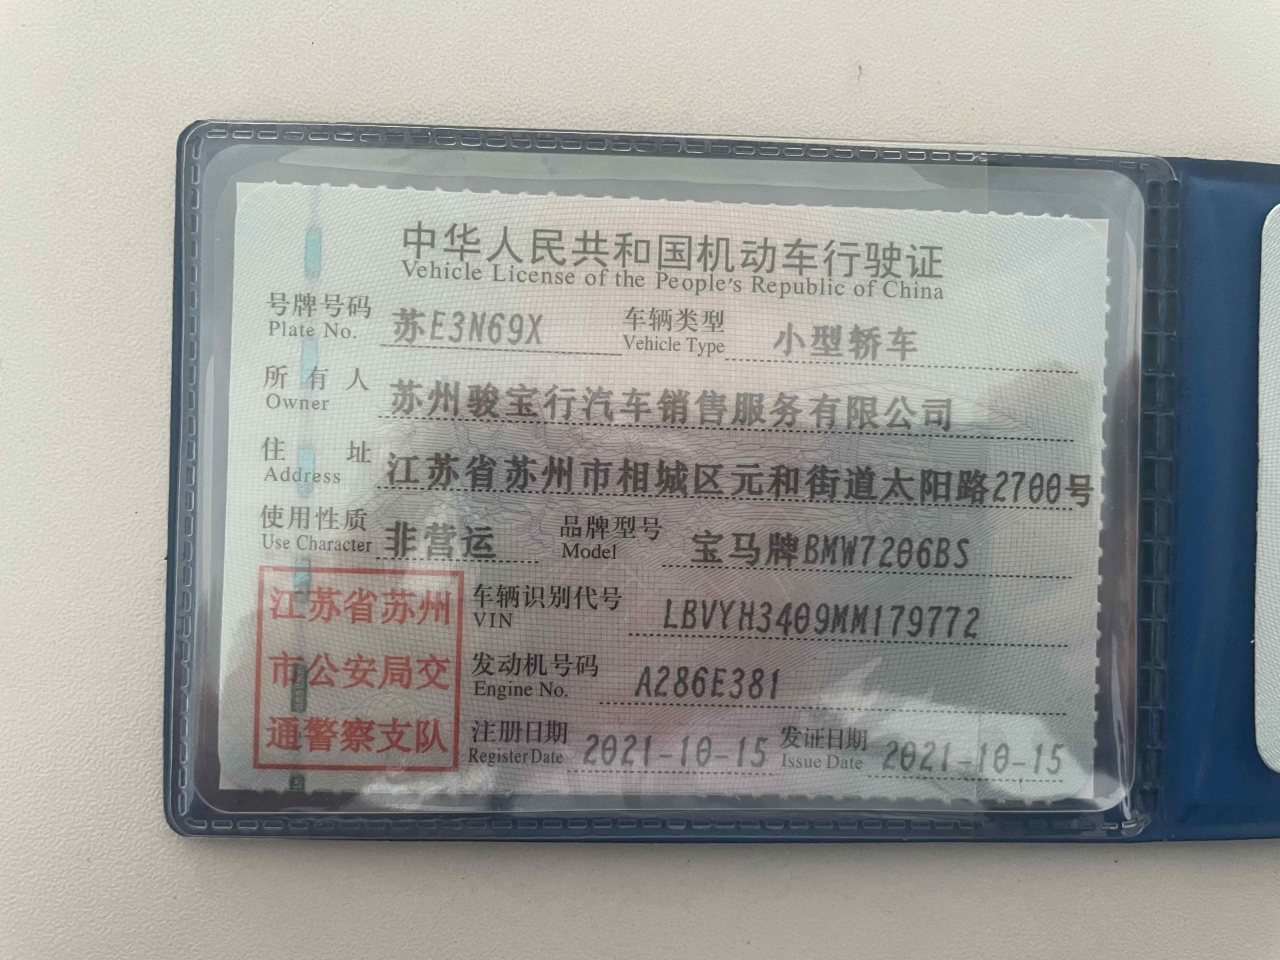 中华人民共和国机动车行驶证
Vehicle License of the People's Republic of China
号牌号码 苏E3N69X 车辆类型 小型轿车
Plate No. Vehicle Type
所有人 苏州骏宝行汽车销售服务有限公司
Owner
住址 江苏省苏州市相城区元和街道太阳路2700号
Address
使用性质 非营运 品牌型号 宝马牌BMW7206BS
Use Character Model
江苏省苏州
市公安局交
通警察支队
车辆识别代号 LBVYH3409MM179772
VIN
发动机号码 A286E381
Engine No.
注册日期 2021-10-15 发证日期 2021-10-15
Register Date Issue Date